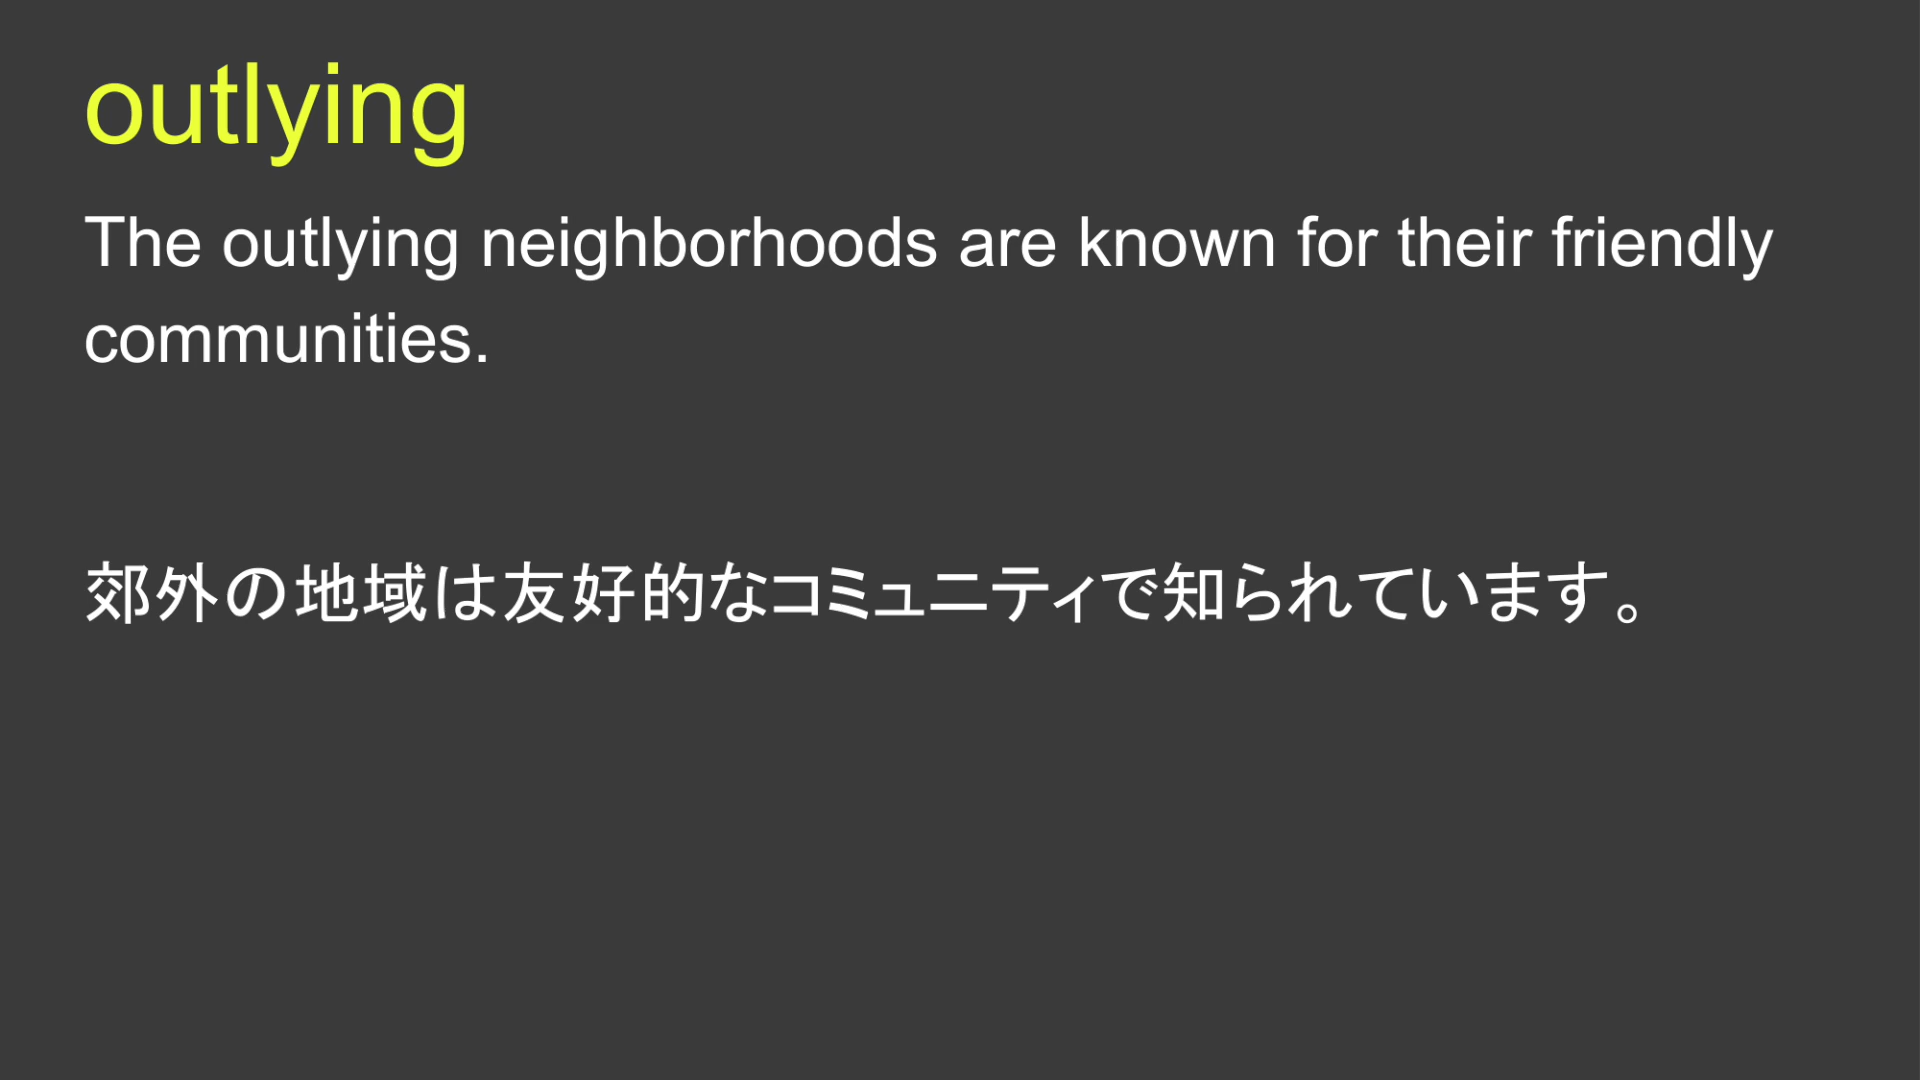 outlying
The outlying neighborhoods are known for their friendly
communities.
郊外の地域は友好的なコミュニティで知られています。